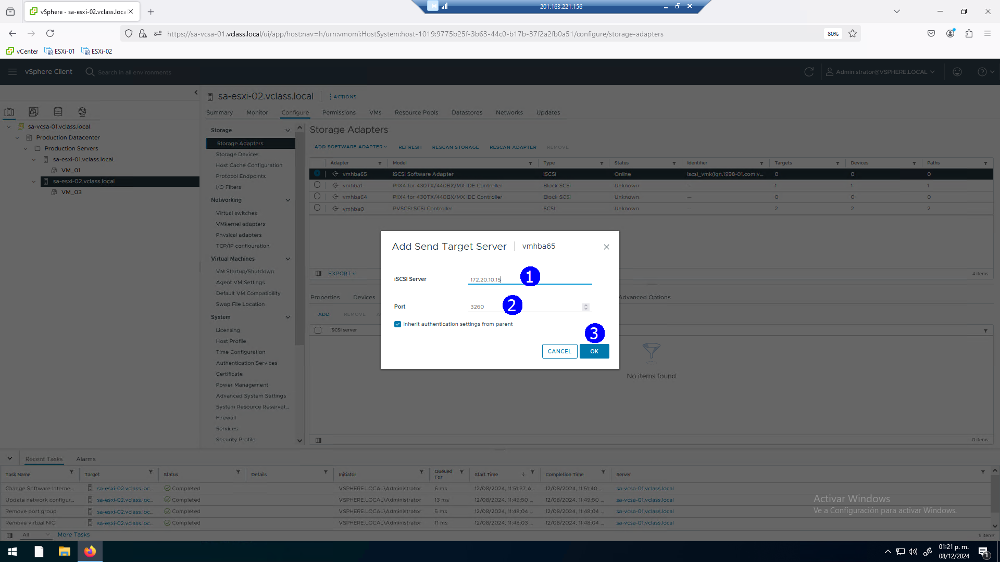 vSphere - sa-esxi-02.vclass.loca
201.163.221.156
https://sa-vcsa-01.vclass.local/ui/app/host;nav=h/urn:vmomi:HostSystem:host-1019:9775b25f-3b63-44c0-b17b-37f2a2fb0a51/configure/storage-adapters
80%
vCenter ESXi-01 ESXi-02
vSphere Client Search in all environments Administrator@VSPHERE.LOCAL
sa-esxi-02.vclass.local ACTIONS
Summary Monitor Configure Permissions VMs Resource Pools Datastores Networks Updates
sa-vcsa-01.vclass.local
Production Datacenter
Production Servers
sa-esxi-01.vclass.local
VM_01
sa-esxi-02.vclass.local
VM_03
Storage
Storage Adapters
Storage Devices
Host Cache Configuration
Protocol Endpoints
I/O Filters
Networking
Virtual switches
VMkernel adapters
Physical adapters
TCP/IP configuration
Virtual Machines
VM Startup/Shutdown
Agent VM Settings
Default VM Compatibility
Swap File Location
System
Licensing
Host Profile
Time Configuration
Authentication Services
Certificate
Power Management
Advanced System Settings
System Resource Reservat...
Firewall
Services
Security Profile
Storage Adapters
ADD SOFTWARE ADAPTER REFRESH RESCAN STORAGE RESCAN ADAPTER REMOVE
Adapter Model Type Status Identifier Targets Devices Paths
vmhba65 iSCSI Software Adapter iSCSI Online iscsi_vmk(iqn.1998-01.com.v... 0 0 0
vmhba1 PIIX4 for 430TX/440BX/MX IDE Controller Block SCSI Unknown -- 1 1 1
vmhba64 PIIX4 for 430TX/440BX/MX IDE Controller Block SCSI Unknown -- 0 0 0
vmhba0 PVSCSI SCSI Controller SCSI Unknown -- 2 2 2
EXPORT 4 items
Properties Devices Advanced Options
ADD REMOVE
iSCSI server
No items found
0 items
Add Send Target Server vmhba65
iSCSI Server 172.20.10.15 1
Port 3260 2
Inherit authentication settings from parent
3
CANCEL OK
Recent Tasks Alarms
Task Name Target Status Details Initiator Queued For Start Time Completion Time Server
Change Software Interne... sa-esxi-02.vclass.loc... Completed VSPHERE.LOCAL\Administrator 6 ms 12/08/2024, 11:51:37 A... 12/08/2024, 11:51:40 ... sa-vcsa-01.vclass.local
Update network configur... sa-esxi-02.vclass.loc... Completed VSPHERE.LOCAL\Administrator 13 ms 12/08/2024, 11:49:50 ... 12/08/2024, 11:49:50 ... sa-vcsa-01.vclass.local
Remove port group sa-esxi-02.vclass.loc... Completed VSPHERE.LOCAL\Administrator 5 ms 12/08/2024, 11:48:04 ... 12/08/2024, 11:48:04 ... sa-vcsa-01.vclass.local
Remove virtual NIC sa-esxi-02.vclass.loc... Completed VSPHERE.LOCAL\Administrator 11 ms 12/08/2024, 11:48:03 ... 12/08/2024, 11:48:04 ... sa-vcsa-01.vclass.local
All More Tasks 5 items
Activar Windows
Ve a Configuración para activar Windows.
01:21 p. m.
08/12/2024
1